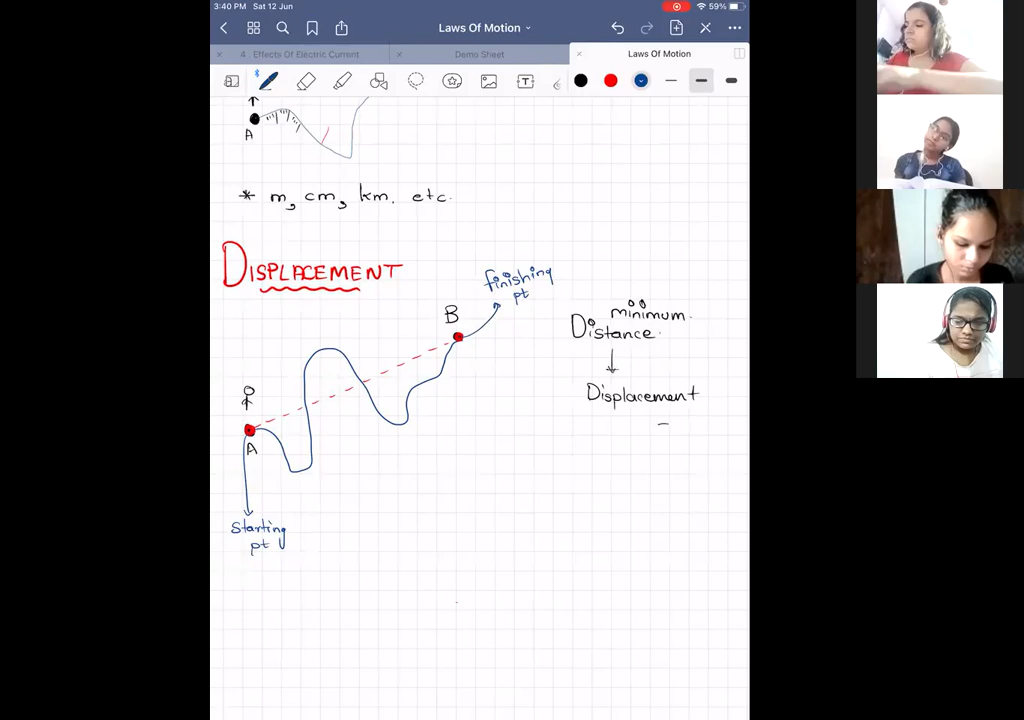 3:40 PM Sat 12 Jun
59%
Laws Of Motion
4 . Effects Of Electric Current
Demo Sheet
Laws Of Motion
T
A
* m, cm, km. etc.
DISPLACEMENT
finishing
pt
B
minimum.
Distance.
Displacement
A
Starting
pt